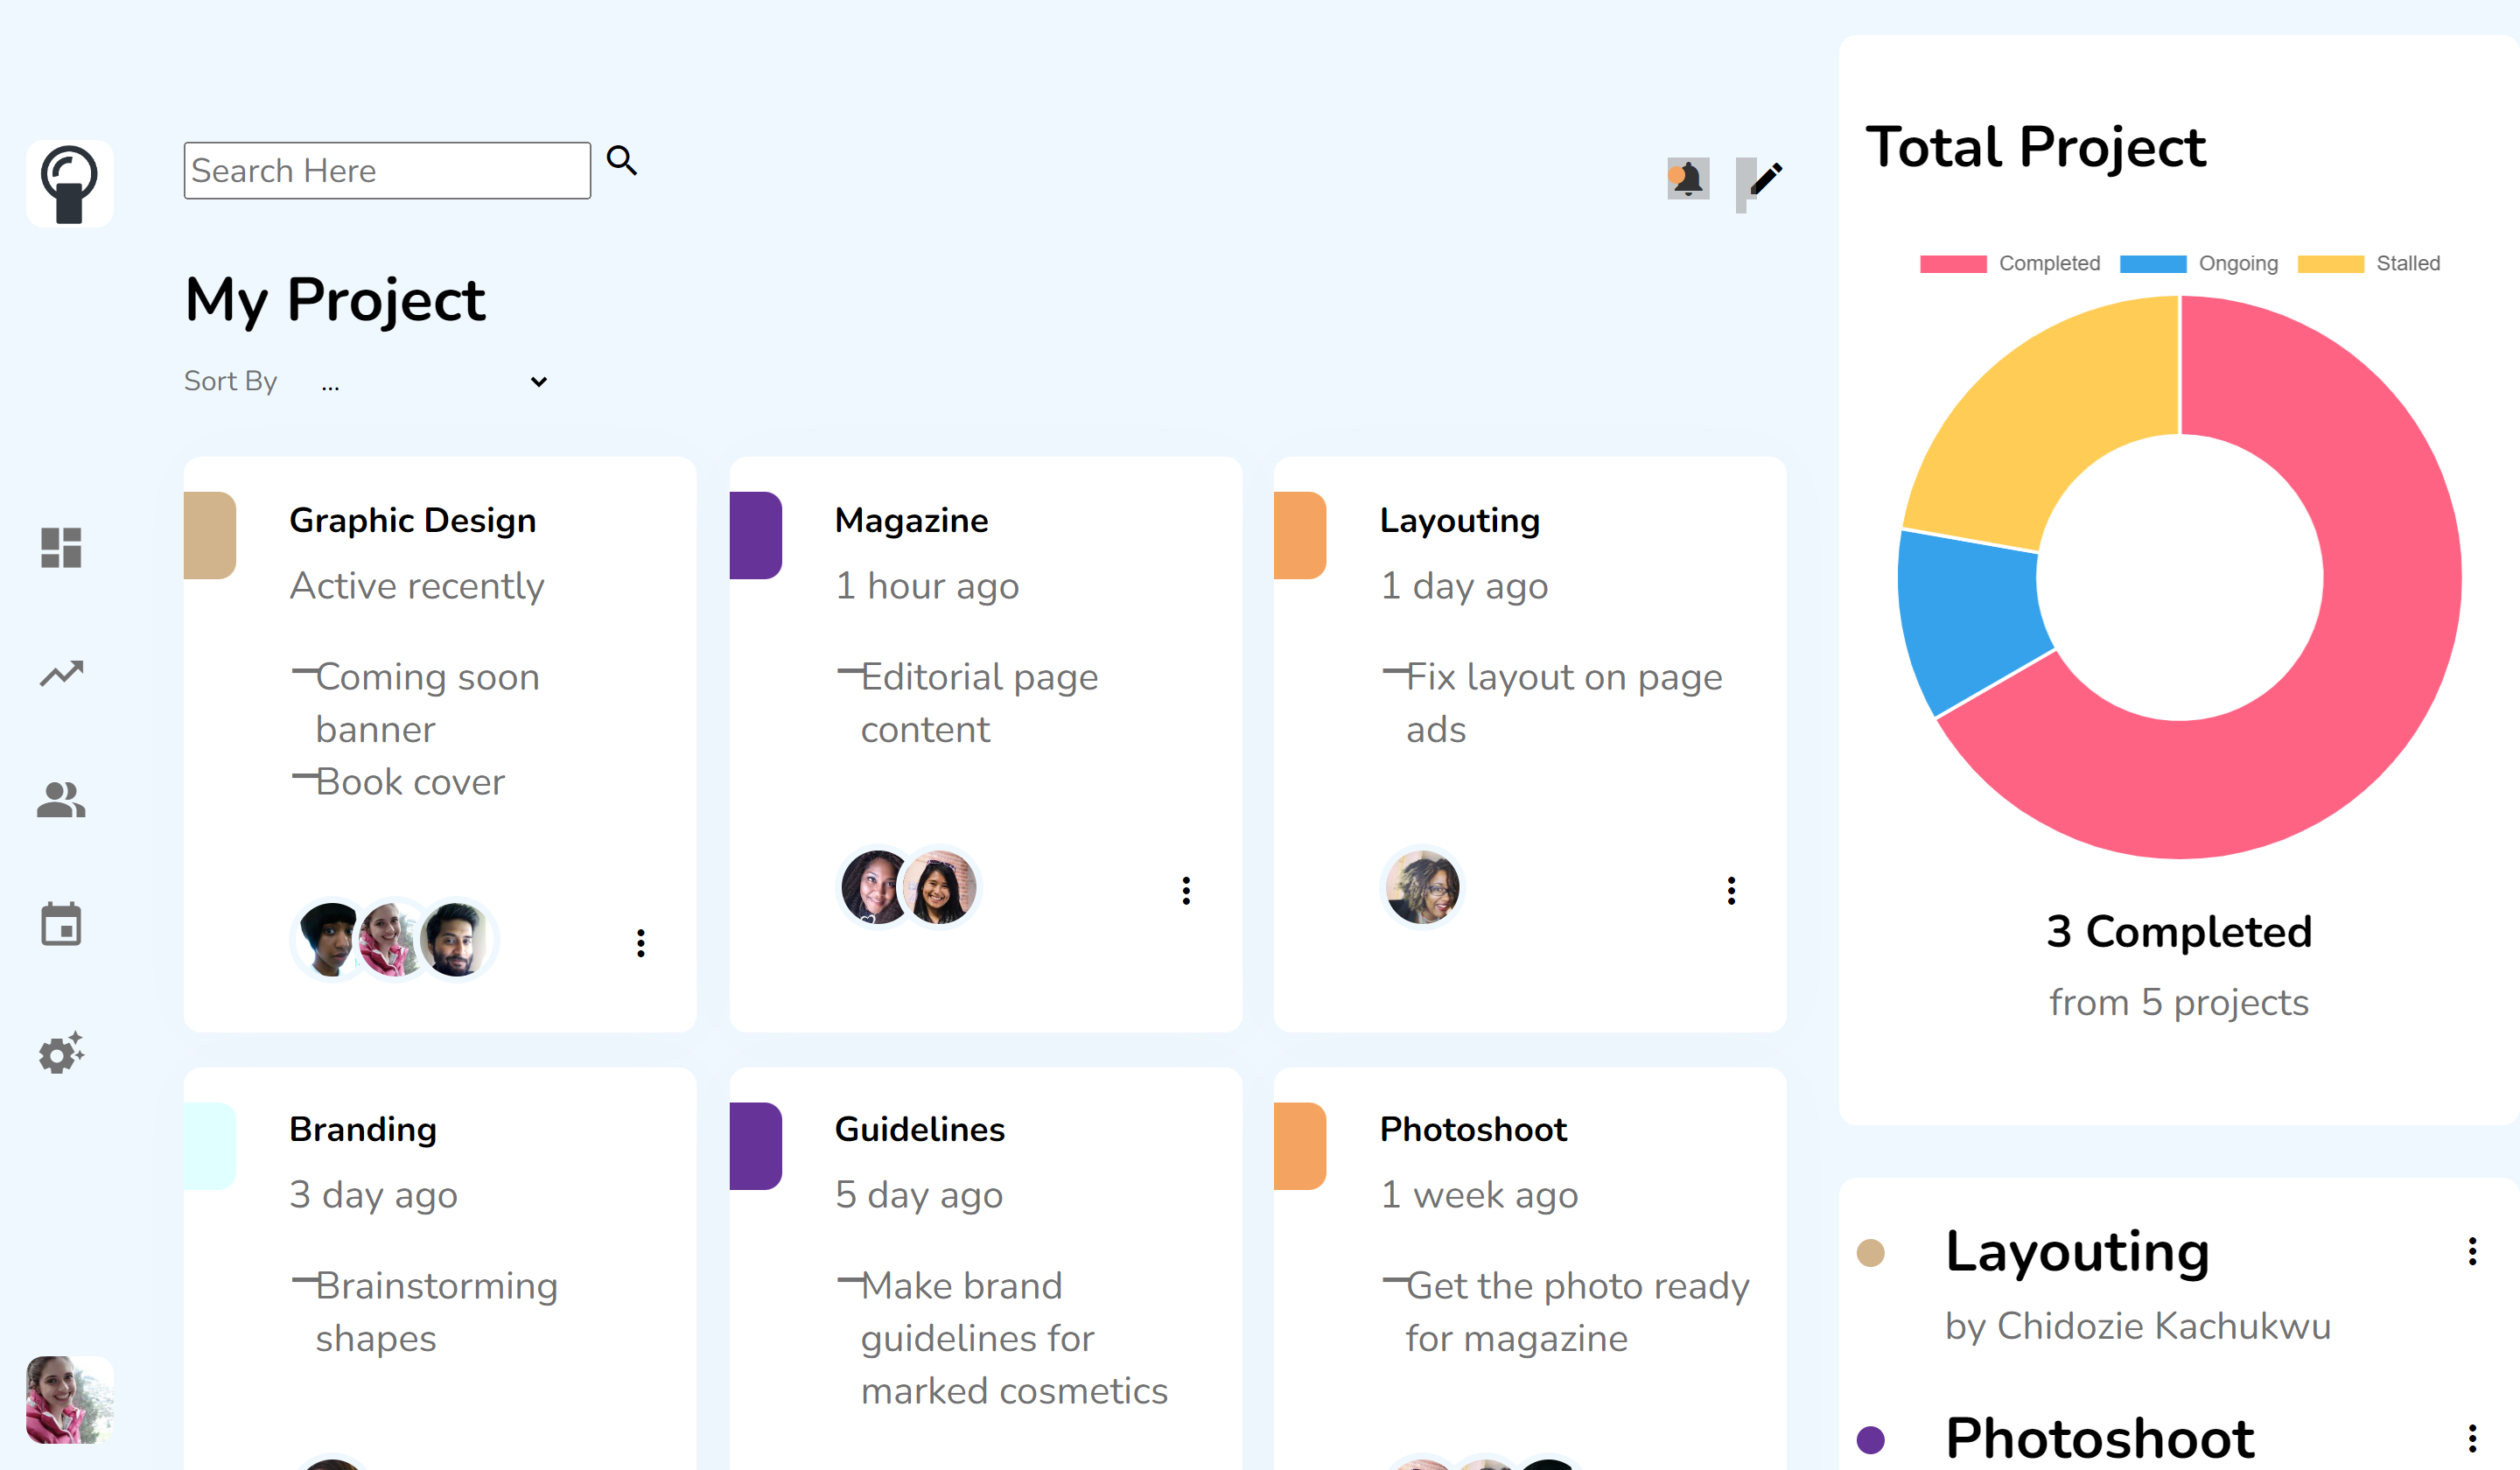 Search Here
My Project
Sort By ...
Graphic Design
Active recently
Coming soon
banner
Book cover
Magazine
1 hour ago
Editorial page
content
Layouting
1 day ago
Fix layout on page
ads
Branding
3 day ago
Brainstorming
shapes
Guidelines
5 day ago
Make brand
guidelines for
marked cosmetics
Photoshoot
1 week ago
Get the photo ready
for magazine
Total Project
Completed Ongoing Stalled
3 Completed
from 5 projects
Layouting
by Chidozie Kachukwu
Photoshoot